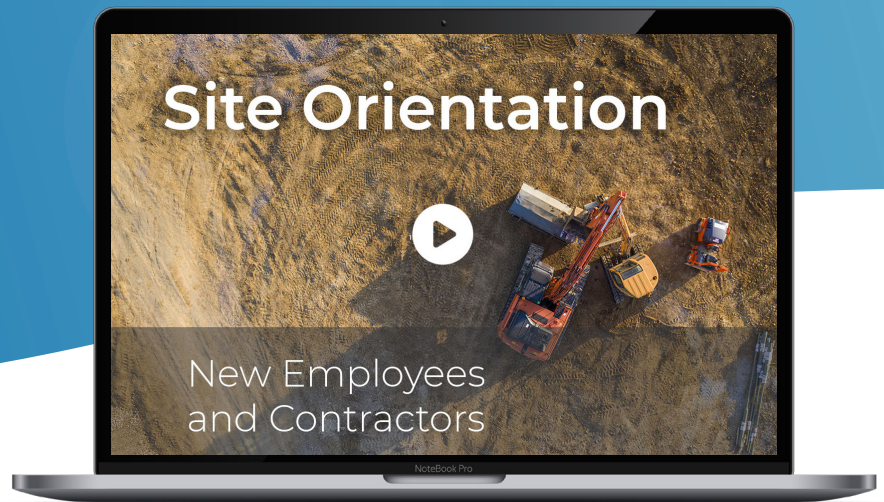 Site Orientation
New Employees
and Contractors
NoteBook Pro